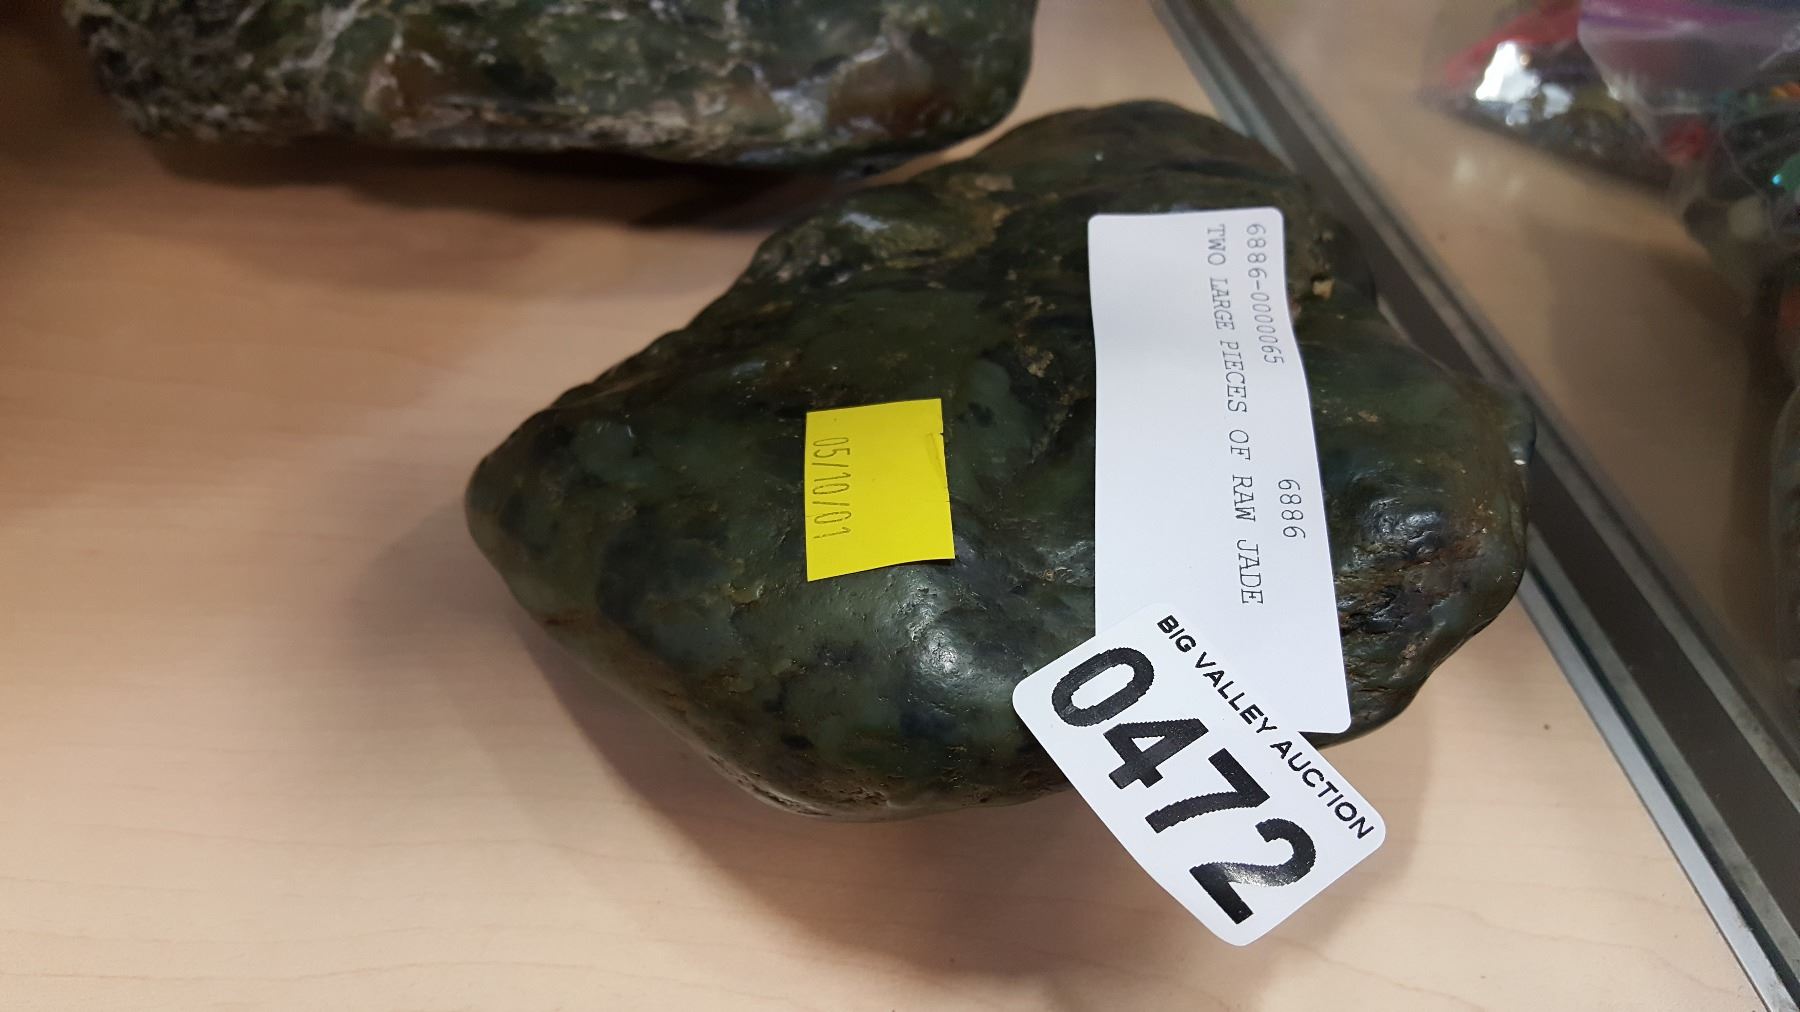 6886-0000065 6886
TWO LARGE PIECES OF RAW JADE
05/10/01
BIG VALLEY AUCTION
0472